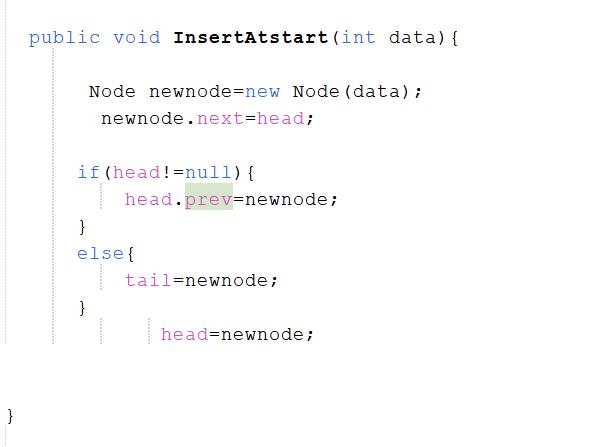 public void InsertAtstart(int data){
Node newnode=new Node(data);
newnode.next=head;
if(head!=null){
head.prev=newnode;
}
else{
tail=newnode;
}
head=newnode;
}